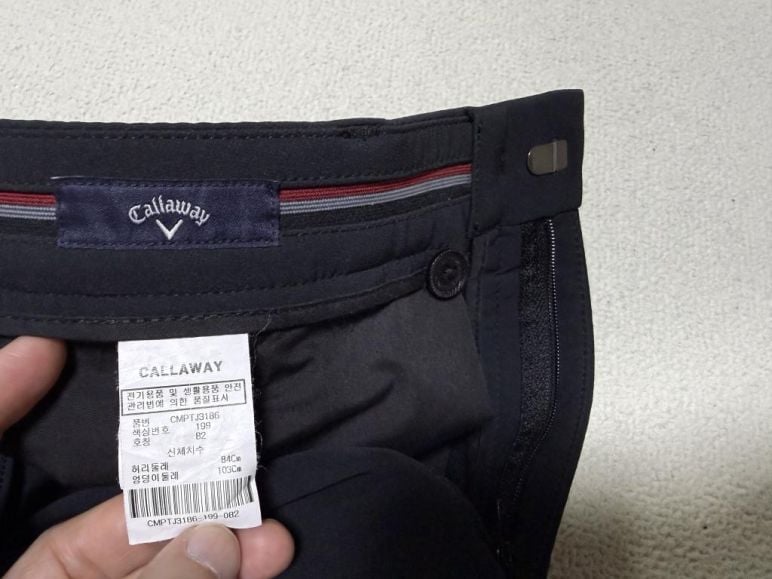 Callaway
CALLAWAY
전기용품 및 생활용품 안전
관리법에 의한 품질표시
품번 CMPTJ3186
색상번호 199
호칭 82
신체치수
허리둘레 84Cm
엉덩이둘레 103Cm
CMPTJ3186-199-082